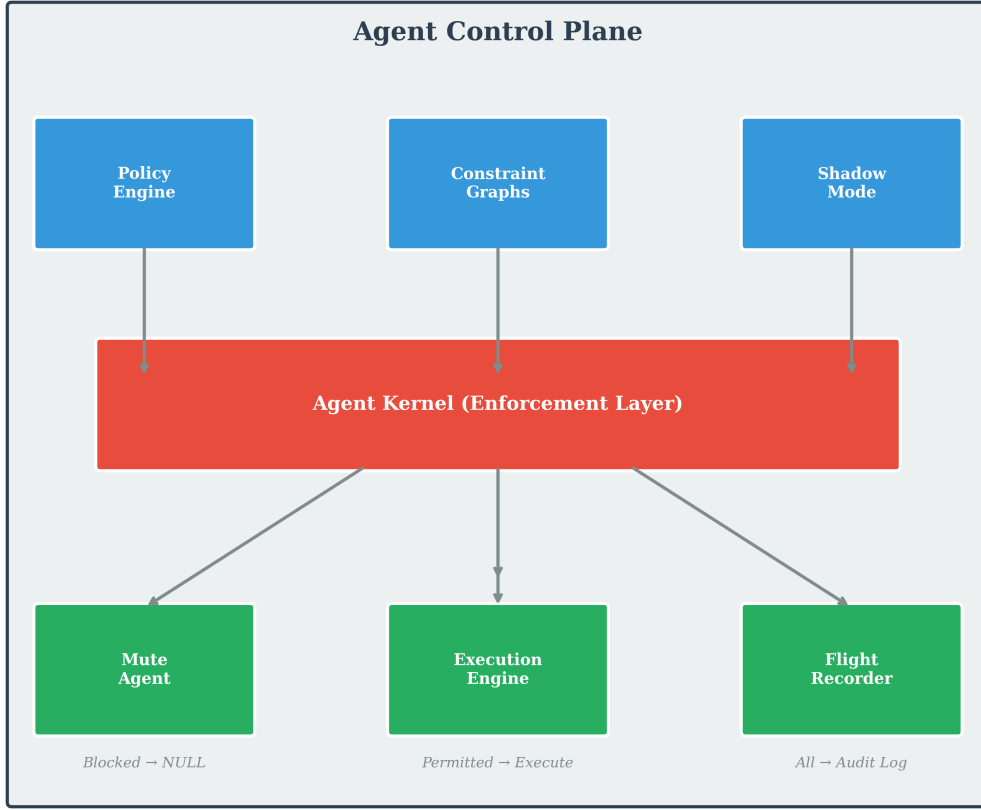 Agent Control Plane
Policy
Engine
Constraint
Graphs
Shadow
Mode
Agent Kernel (Enforcement Layer)
Mute
Agent
Execution
Engine
Flight
Recorder
Blocked → NULL
Permitted → Execute
All → Audit Log